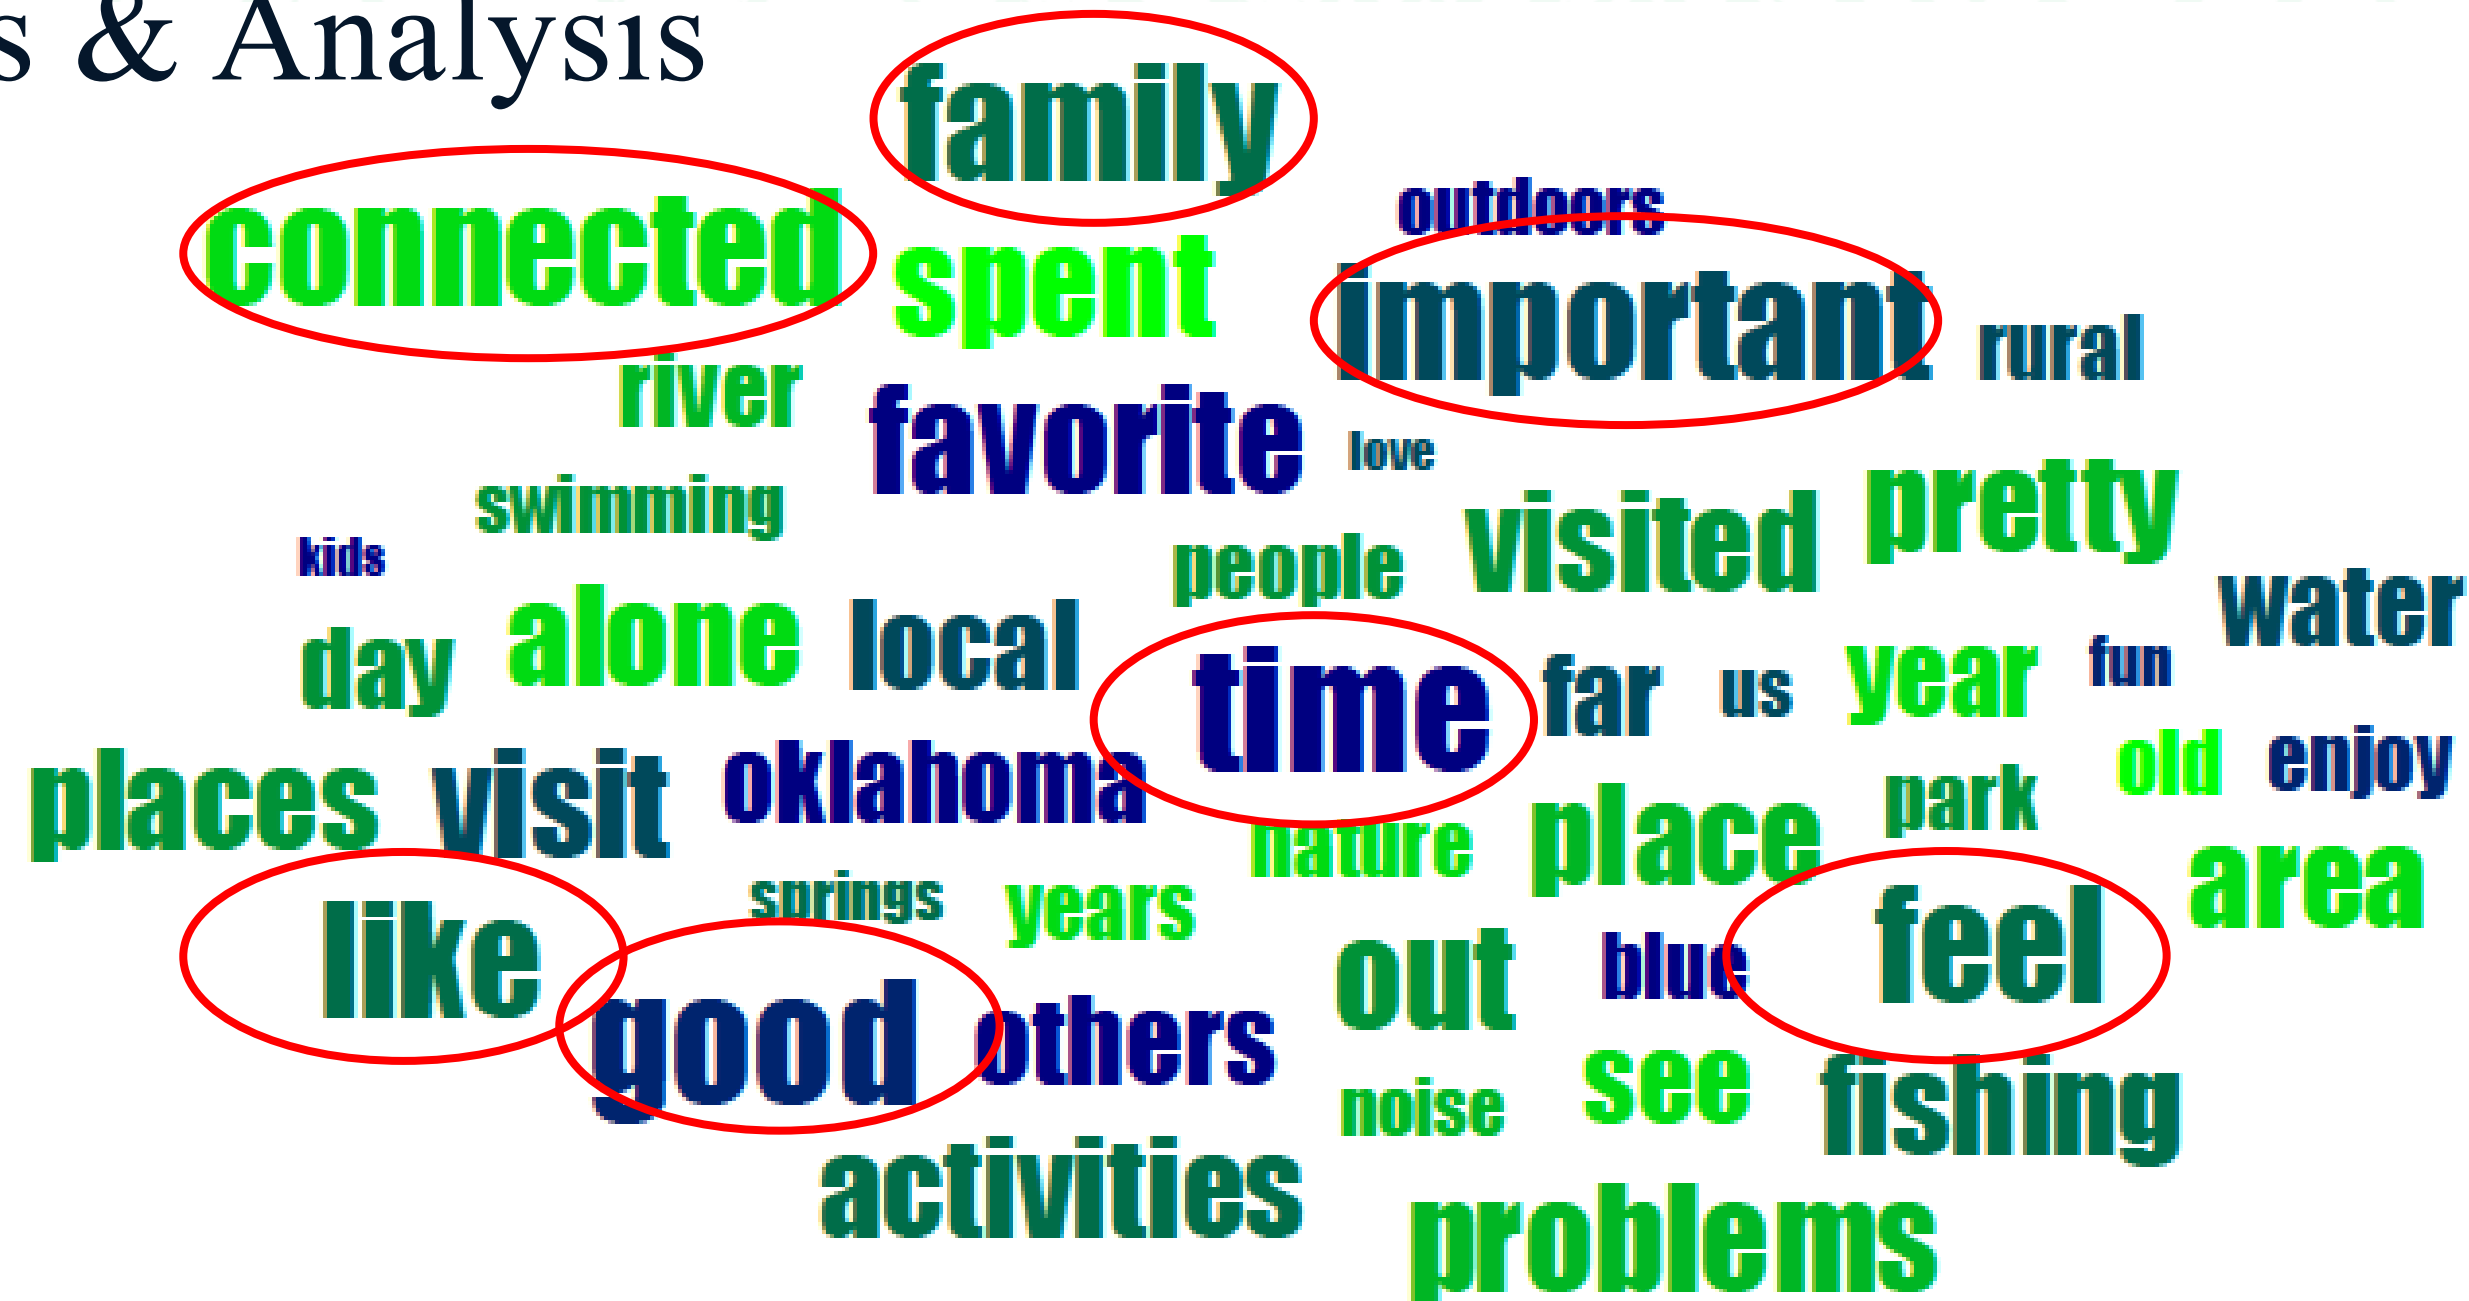 s & Analysis
family
connected
outdoors
spent
important
rural
river
favorite
love
swimming
visited
pretty
kids
people
water
day
alone
local
time
far
us
year
fun
places
visit
oklahoma
old
enjoy
nature
place
park
springs
years
area
like
good
others
out
blue
feel
noise
see
fishing
activities
problems